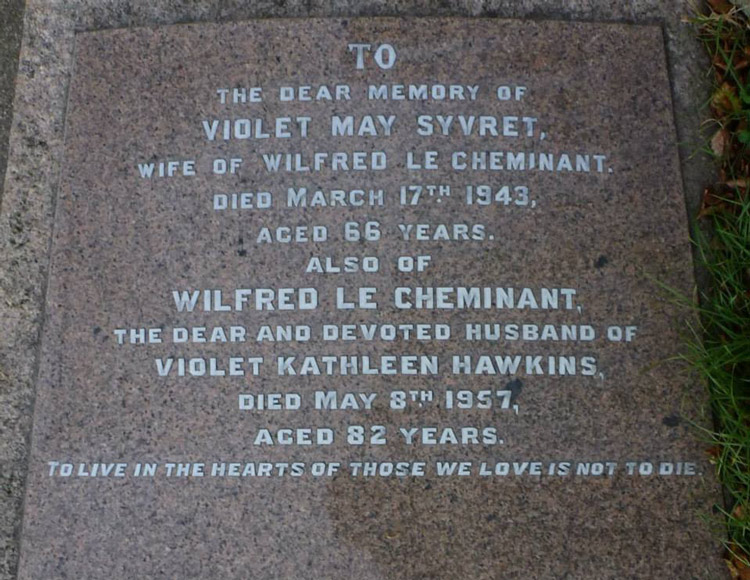 TO
THE DEAR MEMORY OF
VIOLET MAY SYVRET,
WIFE OF WILFRED LE CHEMINANT.
DIED MARCH 17TH. 1943,
AGED 66 YEARS.
ALSO OF
WILFRED LE CHEMINANT,
THE DEAR AND DEVOTED HUSBAND OF
VIOLET KATHLEEN HAWKINS,
DIED MAY 8TH. 1957,
AGED 82 YEARS.
TO LIVE IN THE HEARTS OF THOSE WE LOVE IS NOT TO DIE.